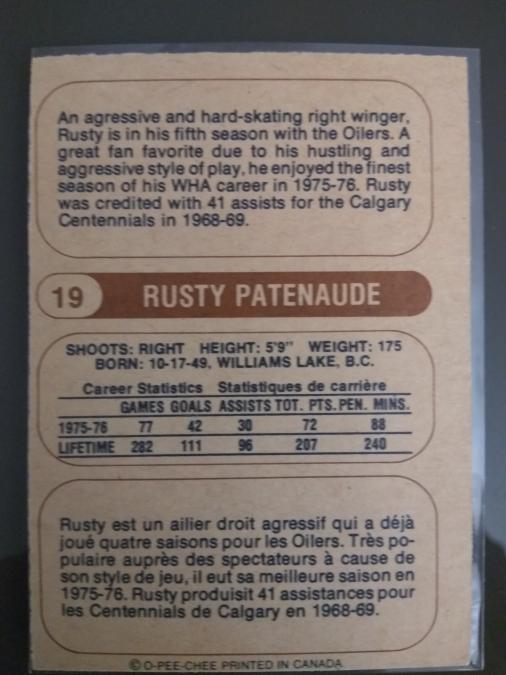 An agressive and hard-skating right winger,
Rusty is in his fifth season with the Oilers. A
great fan favorite due to his hustling and
aggressive style of play, he enjoyed the finest
season of his WHA career in 1975-76. Rusty
was credited with 41 assists for the Calgary
Centennials in 1968-69.
19 RUSTY PATENAUDE
SHOOTS: RIGHT HEIGHT: 5'9" WEIGHT: 175
BORN: 10-17-49, WILLIAMS LAKE, B.C.
Career Statistics Statistiques de carrière
GAMES GOALS ASSISTS TOT. PTS. PEN. MINS.
1975-76 77 42 30 72 88
LIFETIME 282 111 96 207 240
Rusty est un ailier droit agressif qui a déjà
joué quatre saisons pour les Oilers. Très po-
pulaire auprès des spectateurs à cause de
son style de jeu, il eut sa meilleure saison en
1975-76. Rusty produisit 41 assistances pour
les Centennials de Calgary en 1968-69.
© O-PEE-CHEE PRINTED IN CANADA